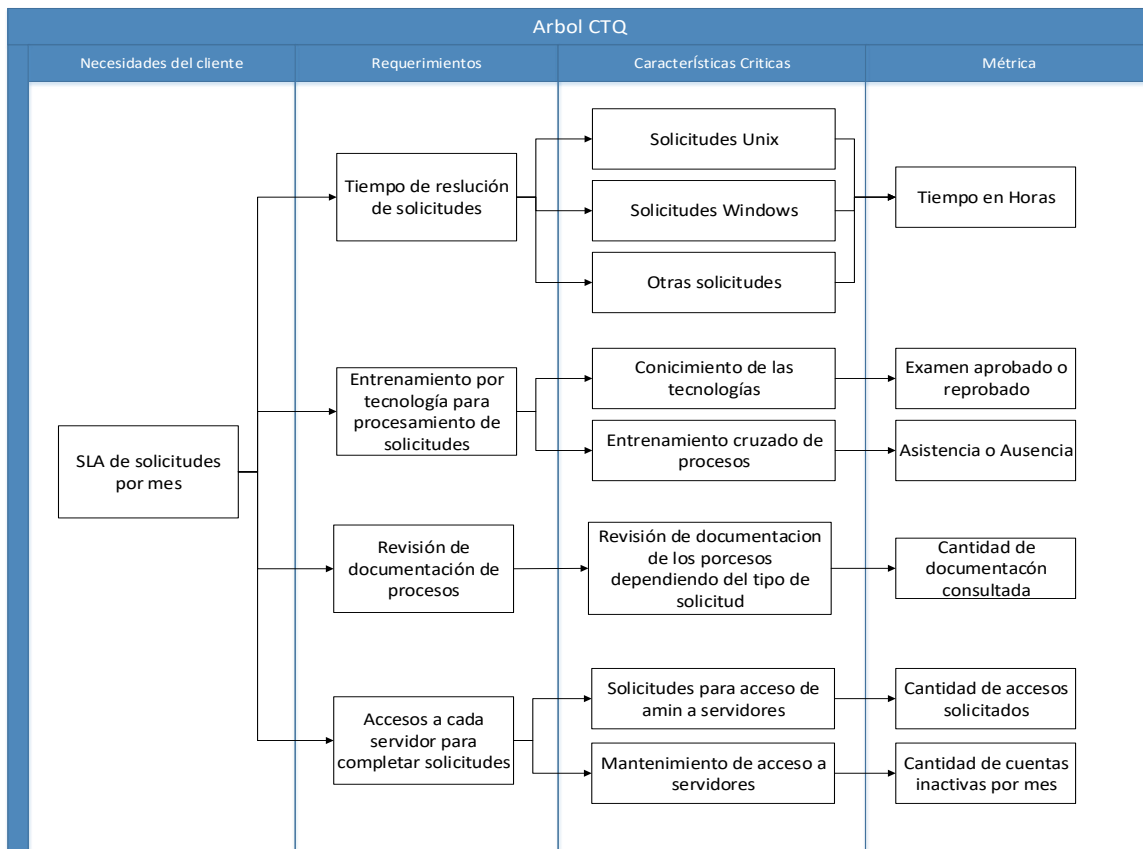 Arbol CTQ
Necesidades del cliente
Requerimientos
Características Criticas
Métrica
SLA de solicitudes
por mes
Tiempo de reslución
de solicitudes
Solicitudes Unix
Solicitudes Windows
Otras solicitudes
Tiempo en Horas
Entrenamiento por
tecnología para
procesamiento de
solicitudes
Conicimiento de las
tecnologías
Examen aprobado o
reprobado
Entrenamiento cruzado de
procesos
Asistencia o Ausencia
Revisión de
documentación de
procesos
Revisión de documentacion
de los porcesos
dependiendo del tipo de
solicitud
Cantidad de
documentacón
consultada
Accesos a cada
servidor para
completar solicitudes
Solicitudes para acceso de
amin a servidores
Cantidad de accesos
solicitados
Mantenimiento de acceso a
servidores
Cantidad de cuentas
inactivas por mes